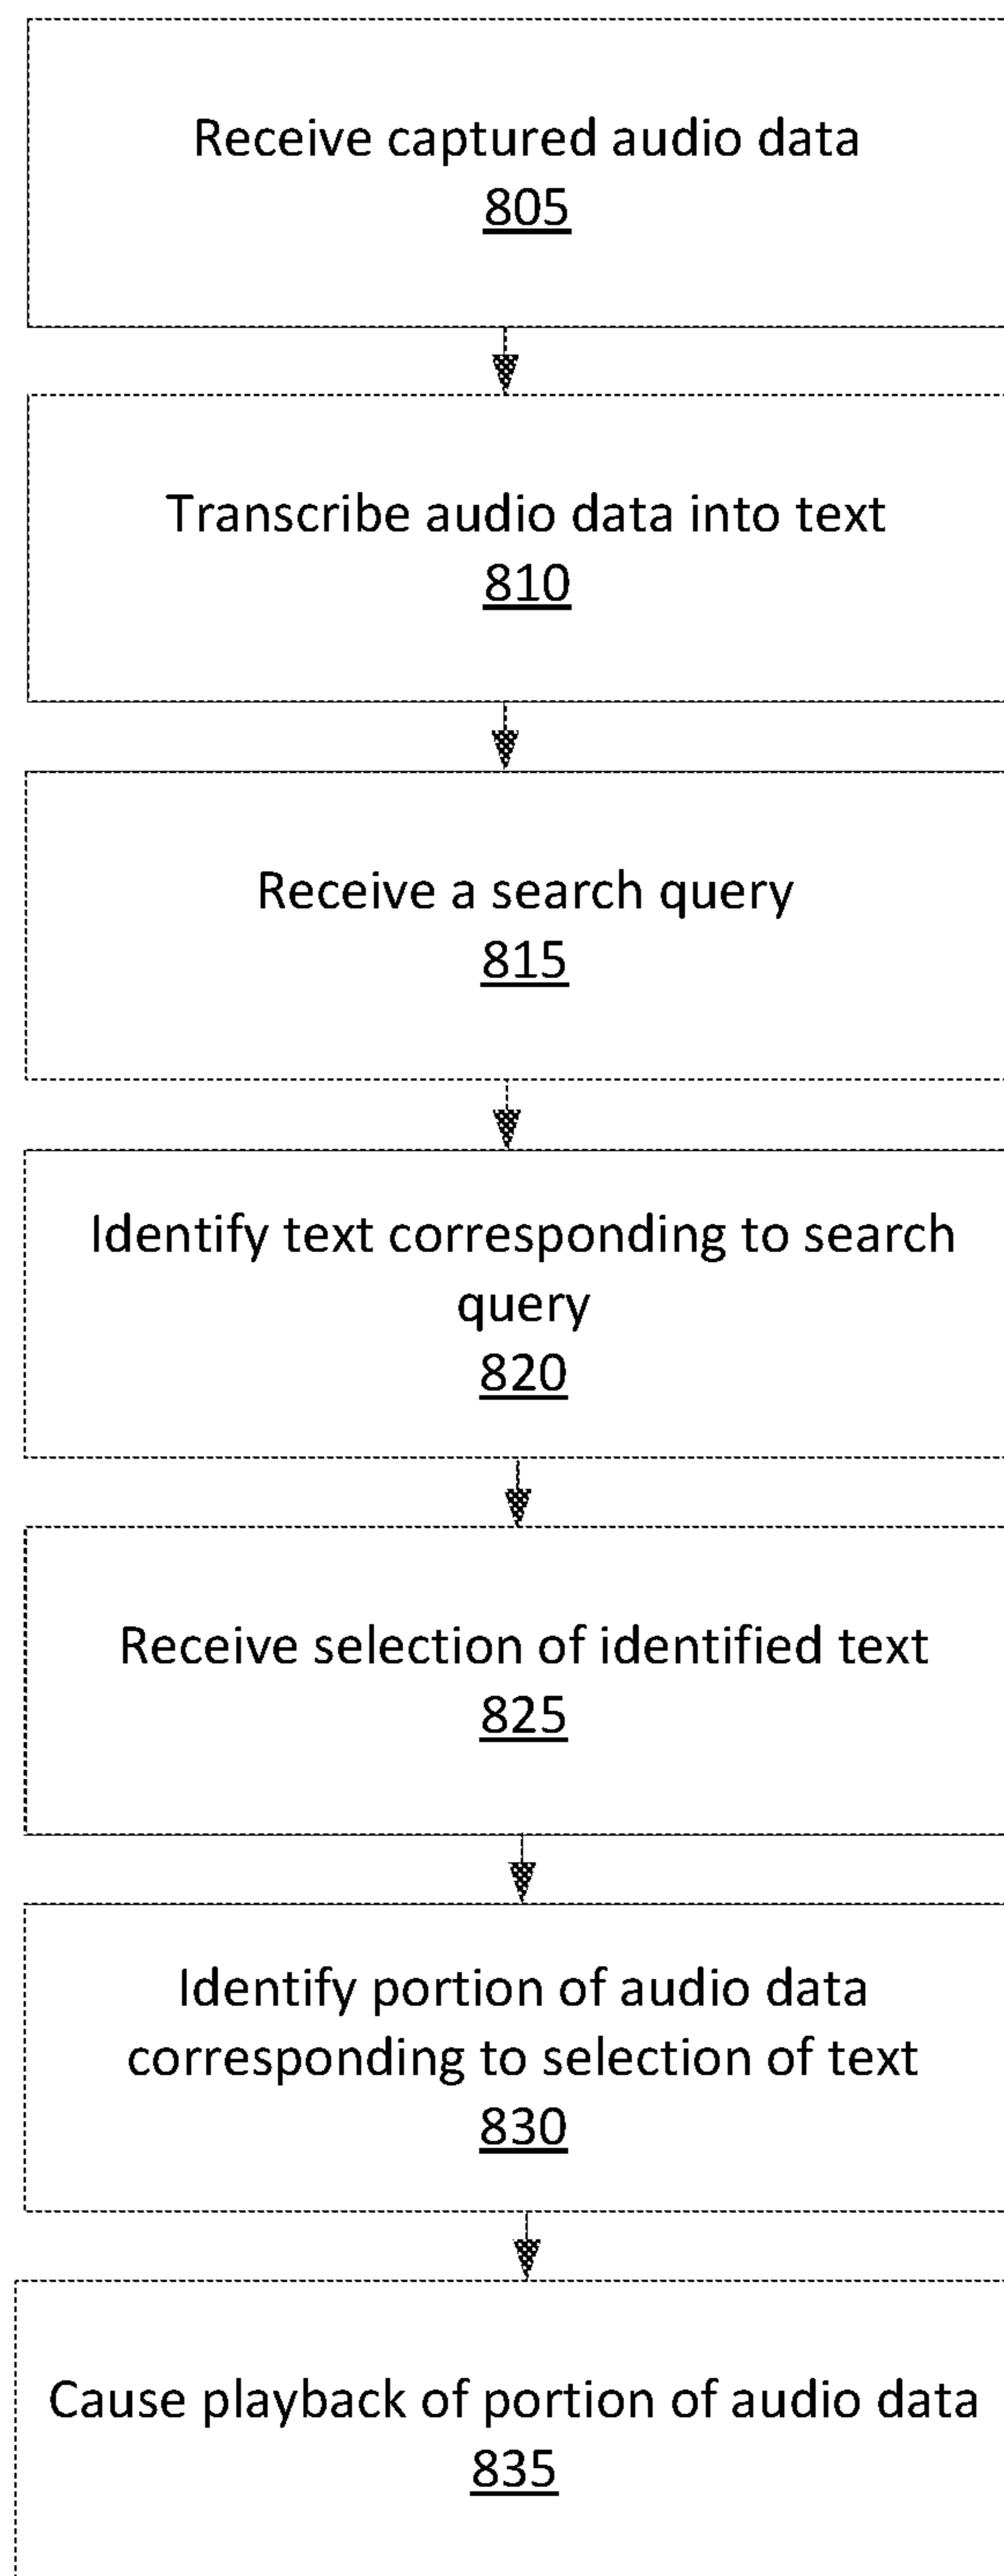 Receive captured audio data
805
Transcribe audio data into text
810
Receive a search query
815
Identify text corresponding to search
query
820
Receive selection of identified text
825
Identify portion of audio data
corresponding to selection of text
830
Cause playback of portion of audio data
835